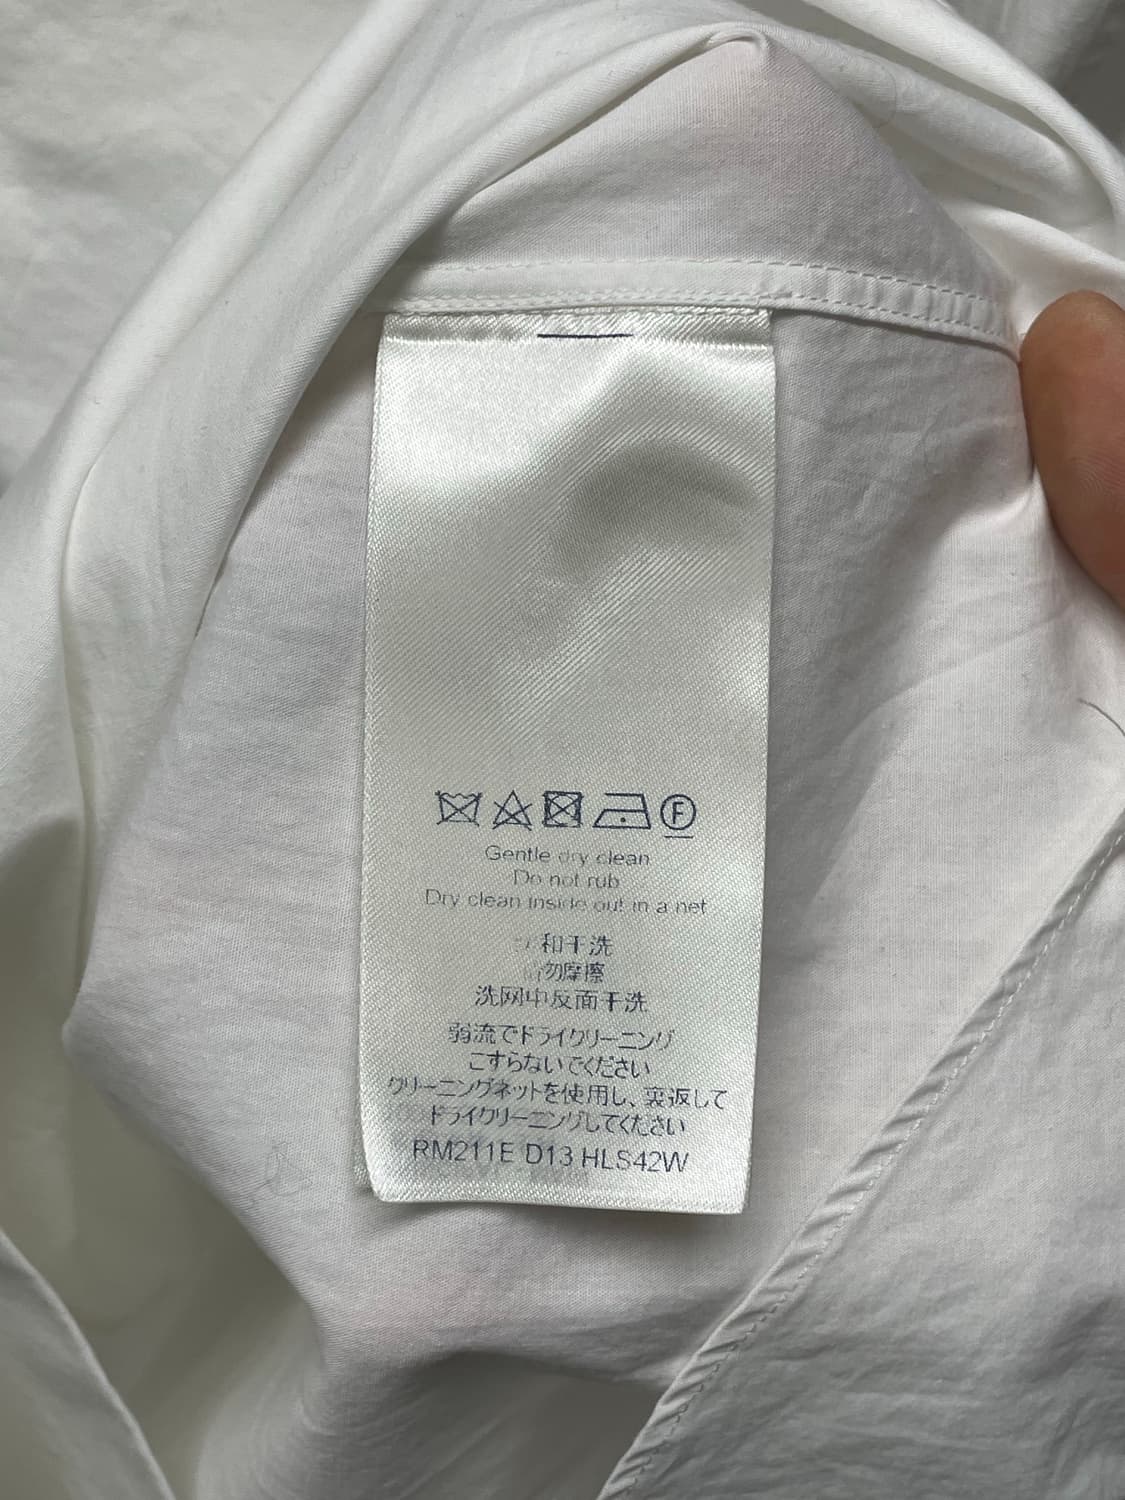 F
Gentle dry clean
Do not rub
Dry clean inside out in a net
和干洗
请勿摩擦
洗网中反面干洗
弱流でドライクリーニング
こすらないでください
クリーニングネットを使用し、裏返して
ドライクリーニングしてください
RM211E D13 HLS42W